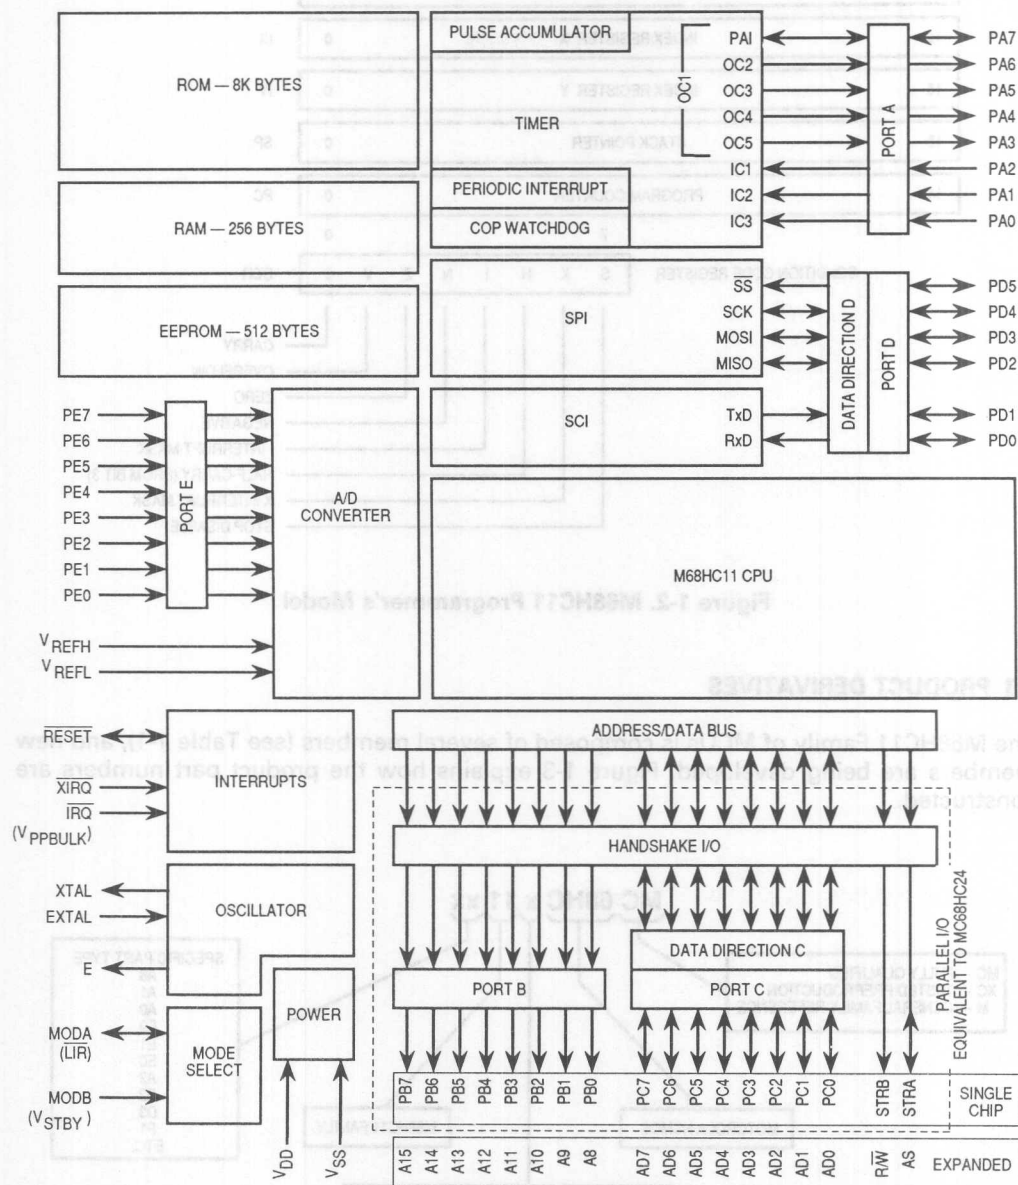 ROM — 8K BYTES
PULSE ACCUMULATOR
TIMER
OC1
PERIODIC INTERRUPT
COP WATCHDOG
PAI
OC2
OC3
OC4
OC5
IC1
IC2
IC3
PORT A
PA7
PA6
PA5
PA4
PA3
PA2
PA1
PA0
RAM — 256 BYTES
EEPROM — 512 BYTES
SPI
SS
SCK
MOSI
MISO
SCI
TxD
RxD
DATA DIRECTION D
PORT D
PD5
PD4
PD3
PD2
PD1
PD0
PE7
PE6
PE5
PE4
PE3
PE2
PE1
PE0
PORT E
A/D
CONVERTER
VREFH
VREFL
M68HC11 CPU
RESET
XIRQ
IRQ
(VPPBULK)
INTERRUPTS
XTAL
EXTAL
E
OSCILLATOR
MODA
(LIR)
MODB
(VSTBY)
MODE
SELECT
POWER
VDD
VSS
ADDRESS/DATA BUS
HANDSHAKE I/O
PORT B
DATA DIRECTION C
PORT C
PARALLEL I/O
EQUIVALENT TO MC68HC24
PB7 PB6 PB5 PB4 PB3 PB2 PB1 PB0 PC7 PC6 PC5 PC4 PC3 PC2 PC1 PC0 STRB STRA
SINGLE
CHIP
A15 A14 A13 A12 A11 A10 A9 A8 AD7 AD6 AD5 AD4 AD3 AD2 AD1 AD0 R/W AS
EXPANDED